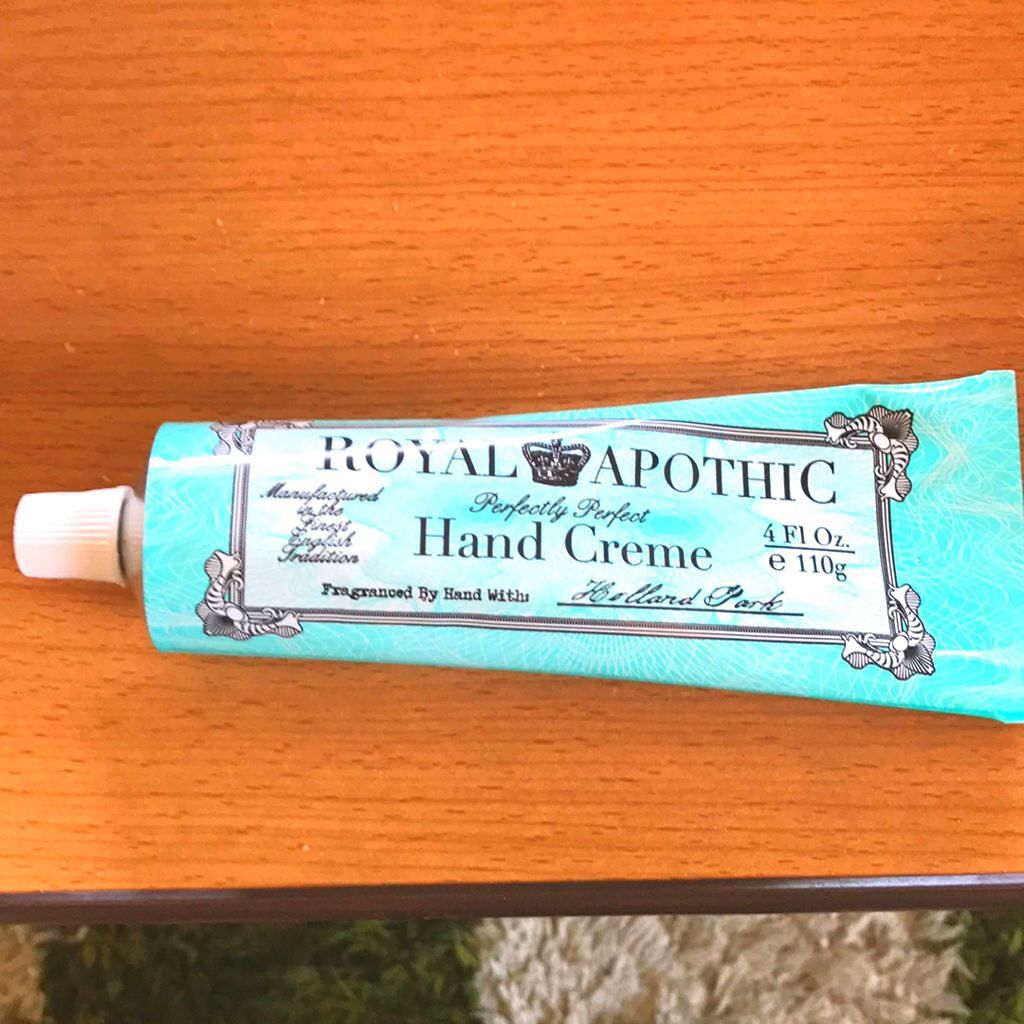 ROYAL APOTHIC
Manufactured
in the
Finest
English
Tradition
Perfectly Perfect
Hand Creme
4 Fl Oz.
e 110g
Fragranced By Hand With: Holland Park